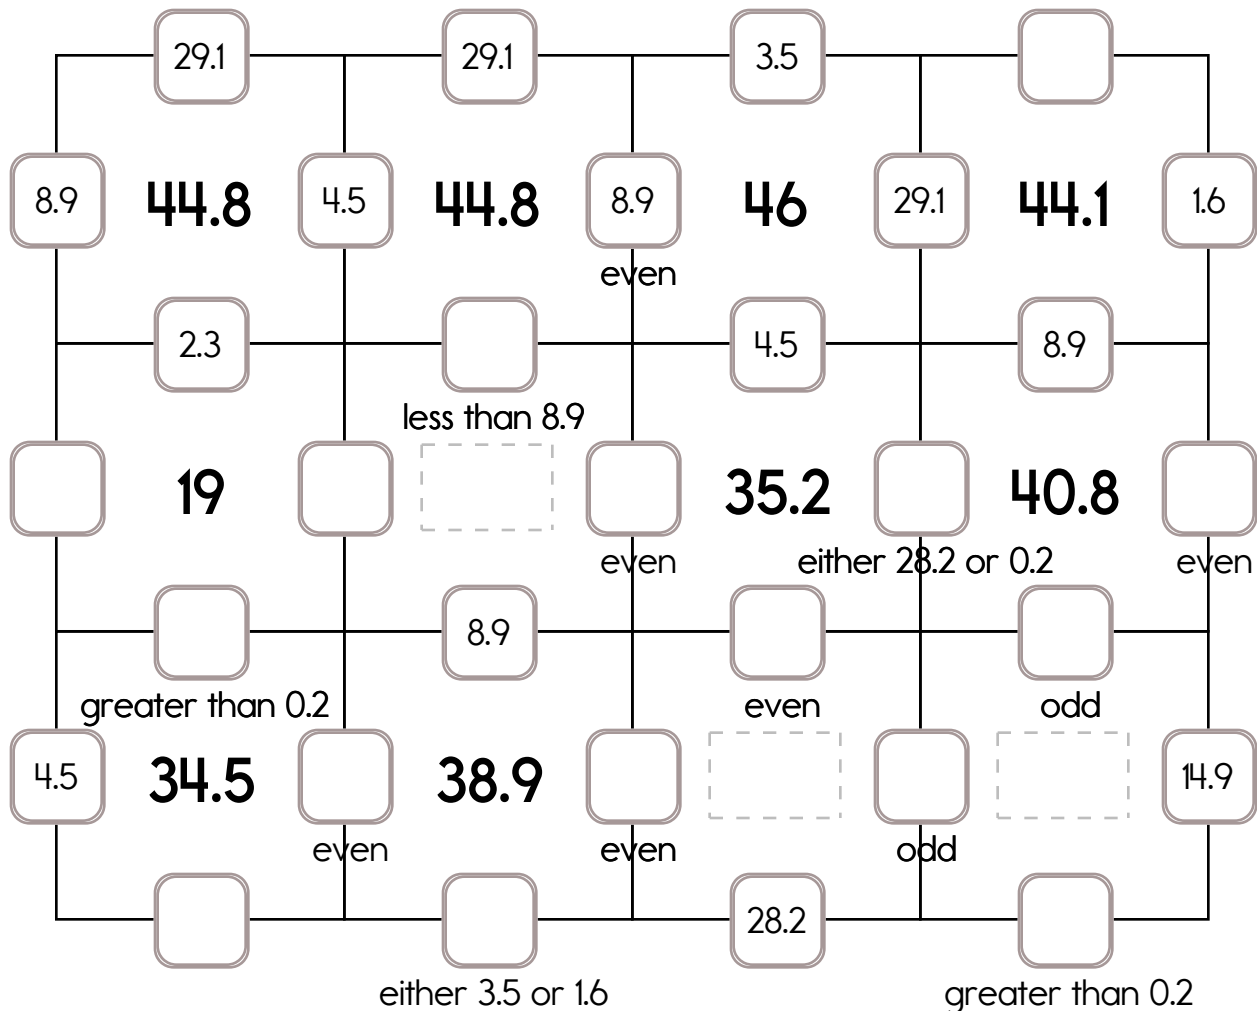 29.1 29.1 3.5
8.9 44.8 4.5 44.8 8.9 46 29.1 44.1 1.6
even
2.3 4.5 8.9
less than 8.9
19 35.2 40.8
even either 28.2 or 0.2 even
8.9
greater than 0.2 even odd
4.5 34.5 38.9 14.9
even even odd
28.2
either 3.5 or 1.6 greater than 0.2